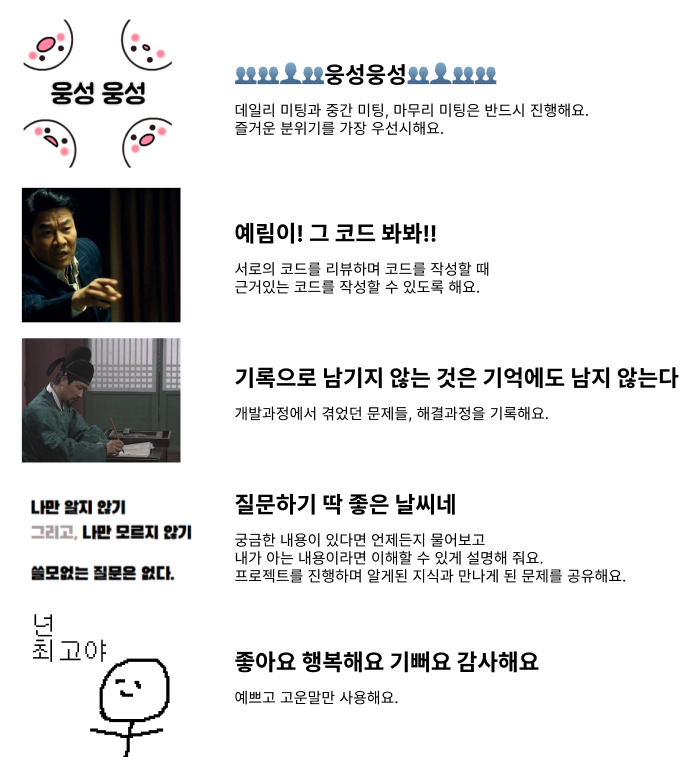 웅성 웅성
👥👥👤👥웅성웅성👥👤👥👥
데일리 미팅과 중간 미팅, 마무리 미팅은 반드시 진행해요.
즐거운 분위기를 가장 우선시해요.
예림이! 그 코드 봐봐!!
서로의 코드를 리뷰하며 코드를 작성할 때
근거있는 코드를 작성할 수 있도록 해요.
기록으로 남기지 않는 것은 기억에도 남지 않는다
개발과정에서 겪었던 문제들, 해결과정을 기록해요.
나만 알지 않기
그리고, 나만 모르지 않기
쓸모없는 질문은 없다.
질문하기 딱 좋은 날씨네
궁금한 내용이 있다면 언제든지 물어보고
내가 아는 내용이라면 이해할 수 있게 설명해 줘요.
프로젝트를 진행하며 알게된 지식과 만나게 된 문제를 공유해요.
넌
최고야
좋아요 행복해요 기뻐요 감사해요
예쁘고 고운말만 사용해요.